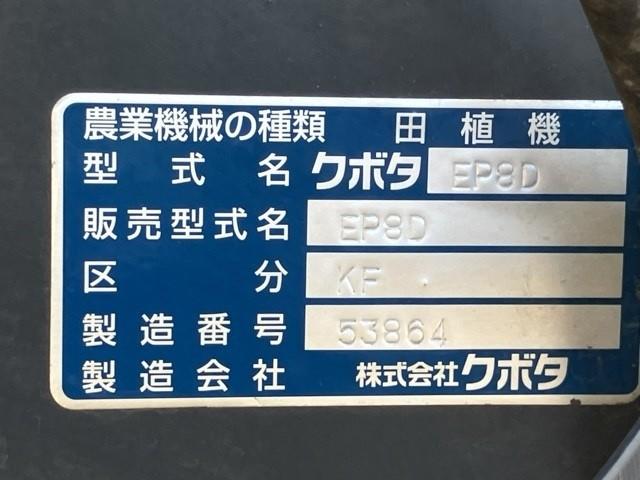 農業機械の種類 田植機
型式名 クボタ EP8D
販売型式名 EP8D
区分 KF
製造番号 53864
製造会社 株式会社クボタ